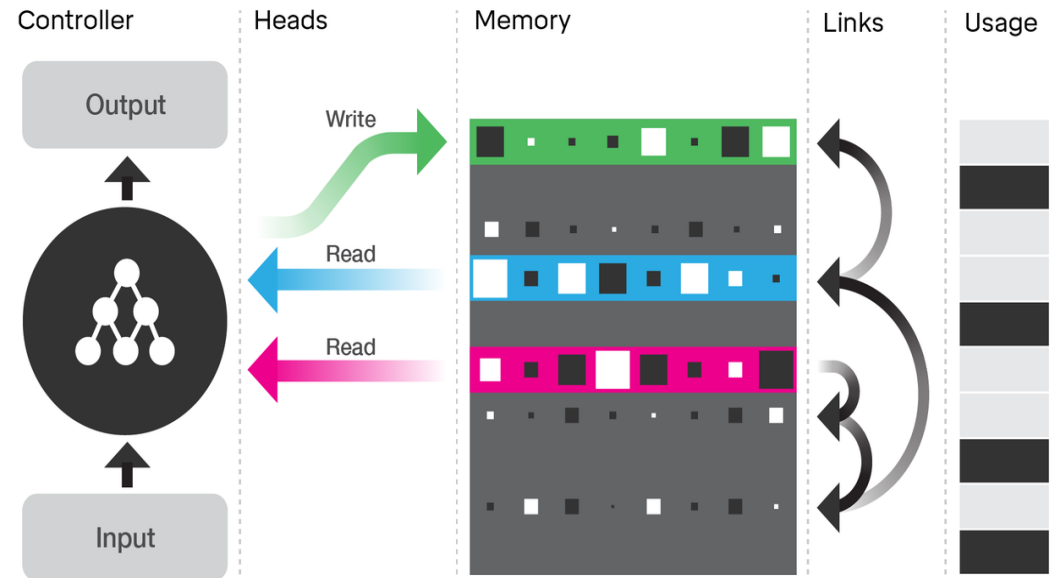 Controller
Heads
Memory
Links
Usage
Output
Write
Read
Read
Input